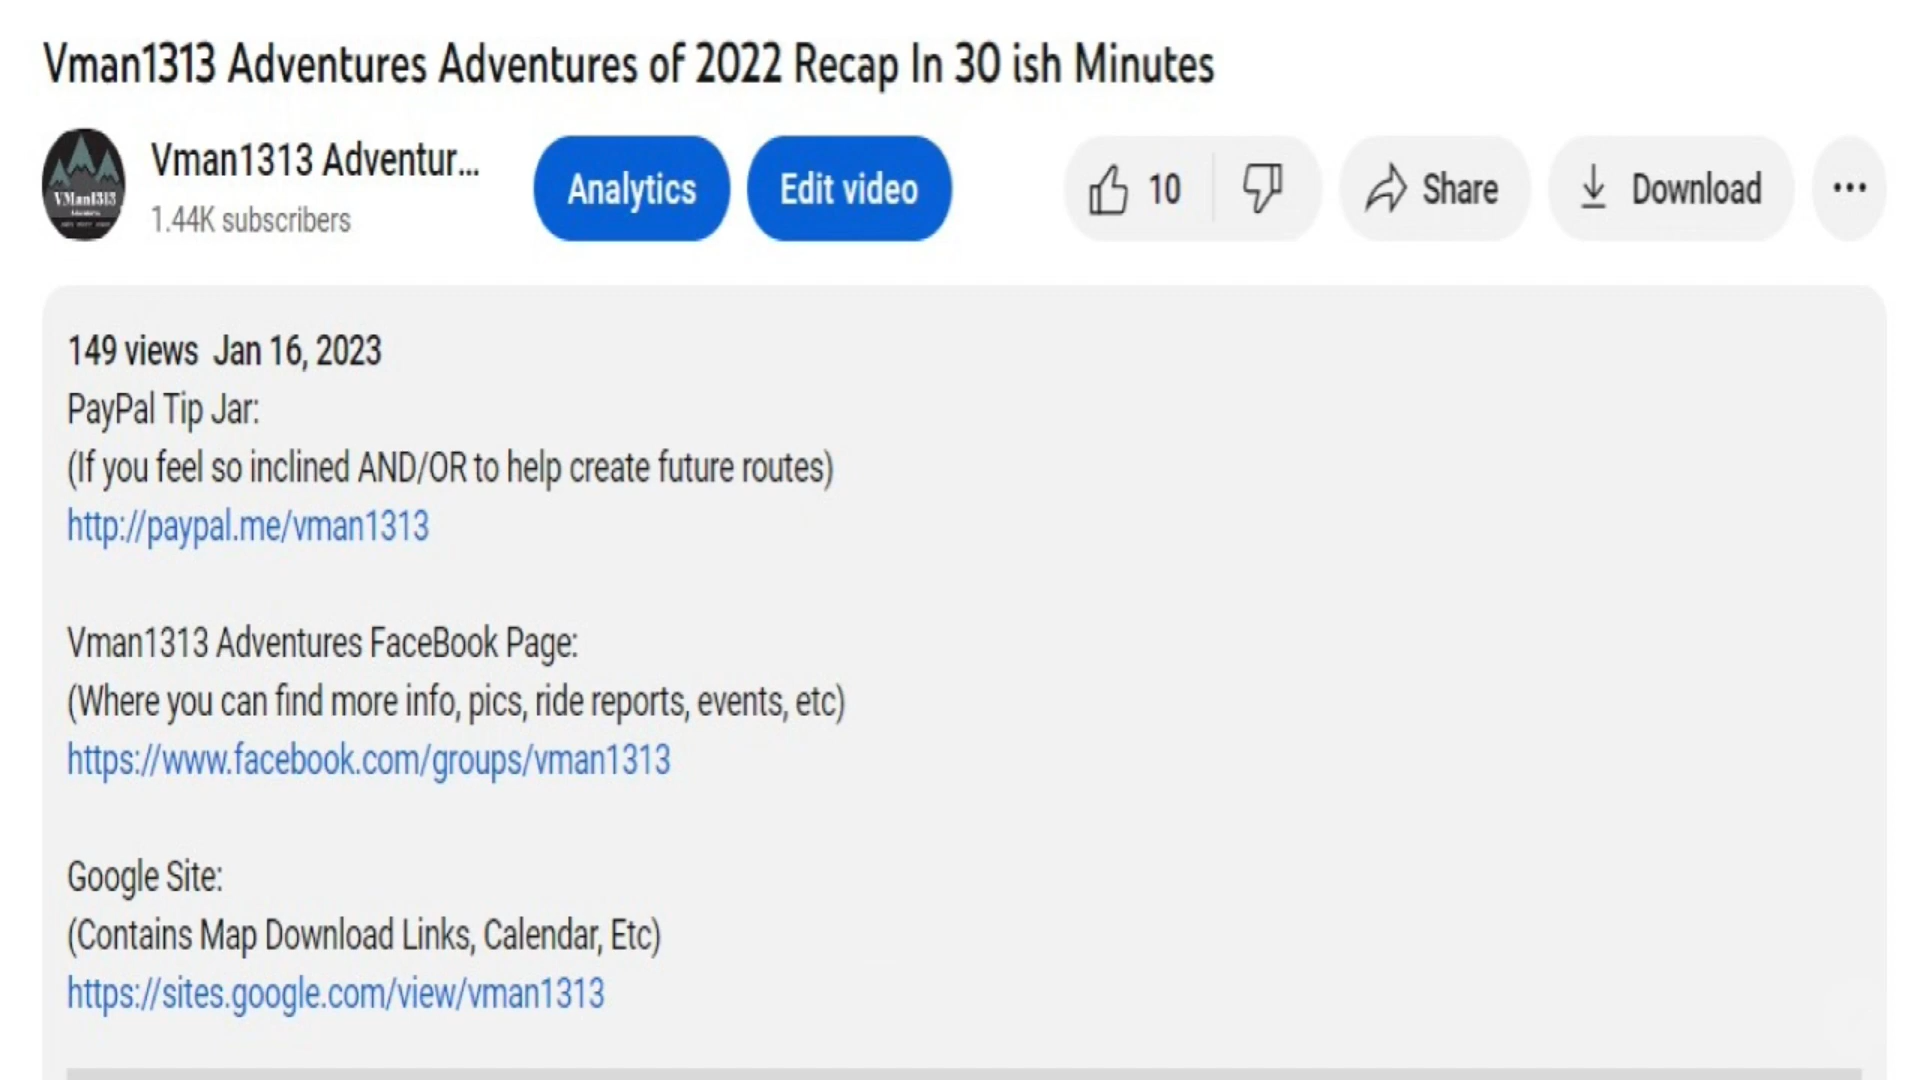 Vman1313 Adventures Adventures of 2022 Recap In 30 ish Minutes
Vman1313 Adventur...
1.44K subscribers
VMan1313
Analytics
Edit video
10
Share
Download
149 views Jan 16, 2023
PayPal Tip Jar:
(If you feel so inclined AND/OR to help create future routes)
http://paypal.me/vman1313
Vman1313 Adventures FaceBook Page:
(Where you can find more info, pics, ride reports, events, etc)
https://www.facebook.com/groups/vman1313
Google Site:
(Contains Map Download Links, Calendar, Etc)
https://sites.google.com/view/vman1313